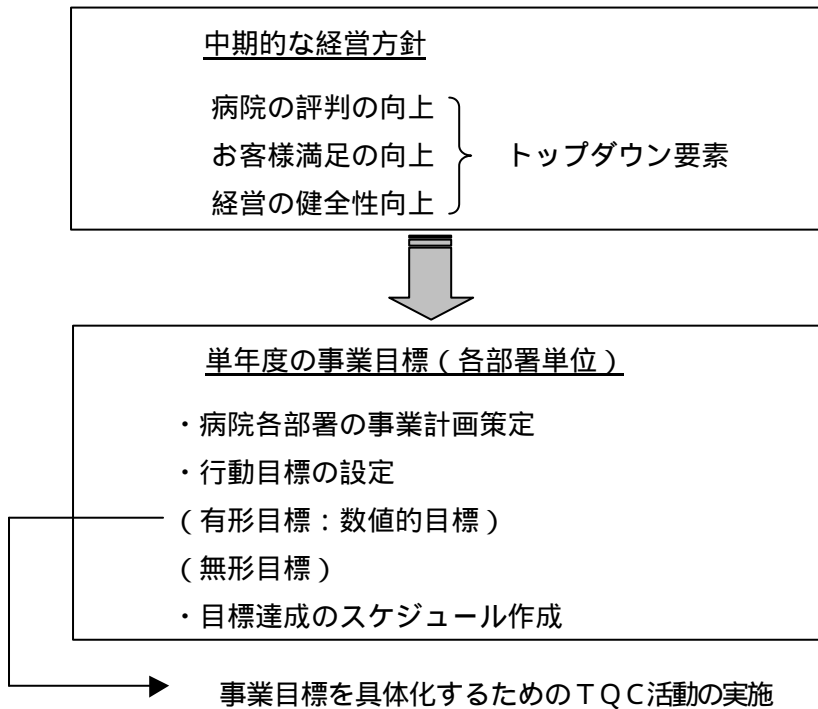 中期的な経営方針
病院の評判の向上
お客様満足の向上 トップダウン要素
経営の健全性向上
単年度の事業目標（各部署単位）
・病院各部署の事業計画策定
・行動目標の設定
（有形目標：数値的目標）
（無形目標）
・目標達成のスケジュール作成
事業目標を具体化するためのＴＱＣ活動の実施